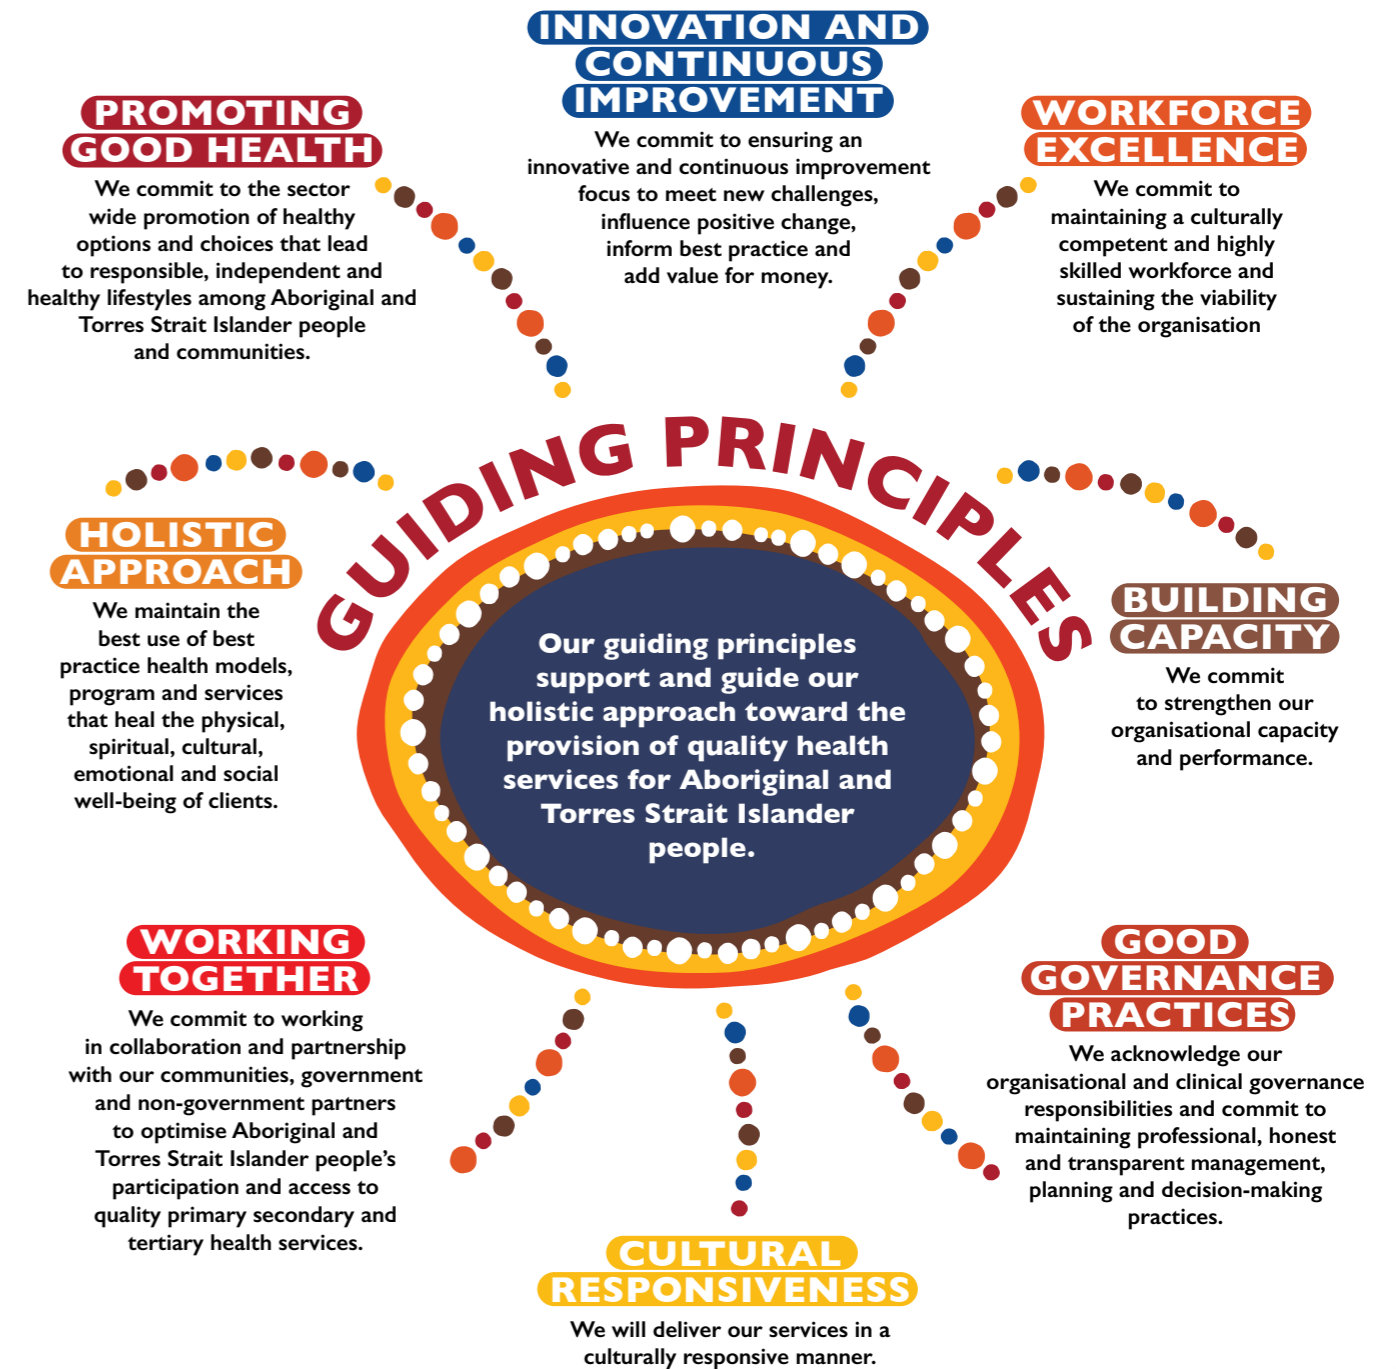 INNOVATION AND
CONTINUOUS
IMPROVEMENT
We commit to ensuring an
innovative and continuous improvement
focus to meet new challenges,
influence positive change,
inform best practice and
add value for money.
PROMOTING
GOOD HEALTH
We commit to the sector
wide promotion of healthy
options and choices that lead
to responsible, independent and
healthy lifestyles among Aboriginal and
Torres Strait Islander people
and communities.
WORKFORCE
EXCELLENCE
We commit to
maintaining a culturally
competent and highly
skilled workforce and
sustaining the viability
of the organisation
GUIDING PRINCIPLES
Our guiding principles
support and guide our
holistic approach toward the
provision of quality health
services for Aboriginal and
Torres Strait Islander
people.
HOLISTIC
APPROACH
We maintain the
best use of best
practice health models,
program and services
that heal the physical,
spiritual, cultural,
emotional and social
well-being of clients.
BUILDING
CAPACITY
We commit
to strengthen our
organisational capacity
and performance.
WORKING
TOGETHER
We commit to working
in collaboration and partnership
with our communities, government
and non-government partners
to optimise Aboriginal and
Torres Strait Islander people’s
participation and access to
quality primary secondary and
tertiary health services.
GOOD
GOVERNANCE
PRACTICES
We acknowledge our
organisational and clinical governance
responsibilities and commit to
maintaining professional, honest
and transparent management,
planning and decision-making
practices.
CULTURAL
RESPONSIVENESS
We will deliver our services in a
culturally responsive manner.